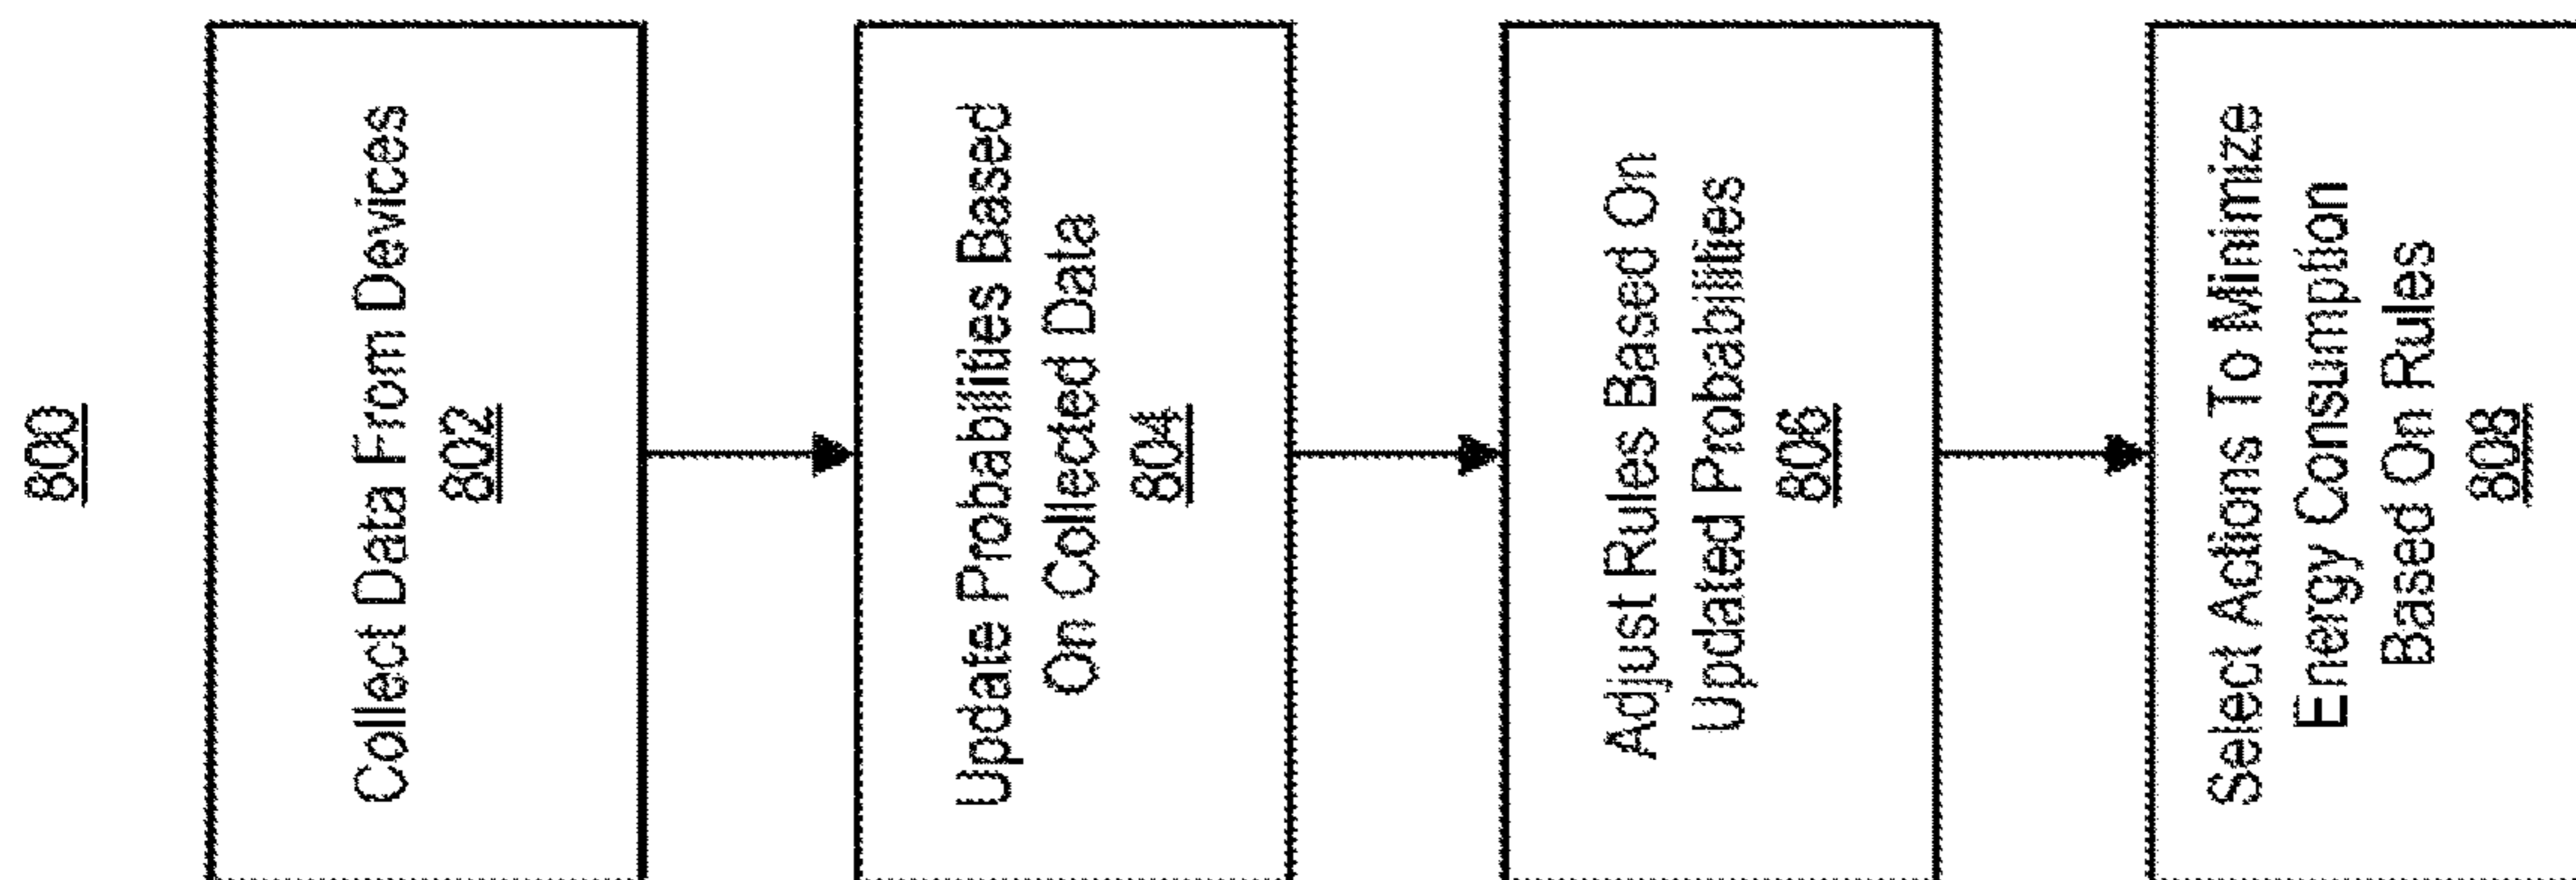 800
Collect Data From Devices
802
Update Probabilities Based
On Collected Data
804
Adjust Rules Based On
Updated Probabilities
806
Select Actions To Minimize
Energy Consumption
Based On Rules
808